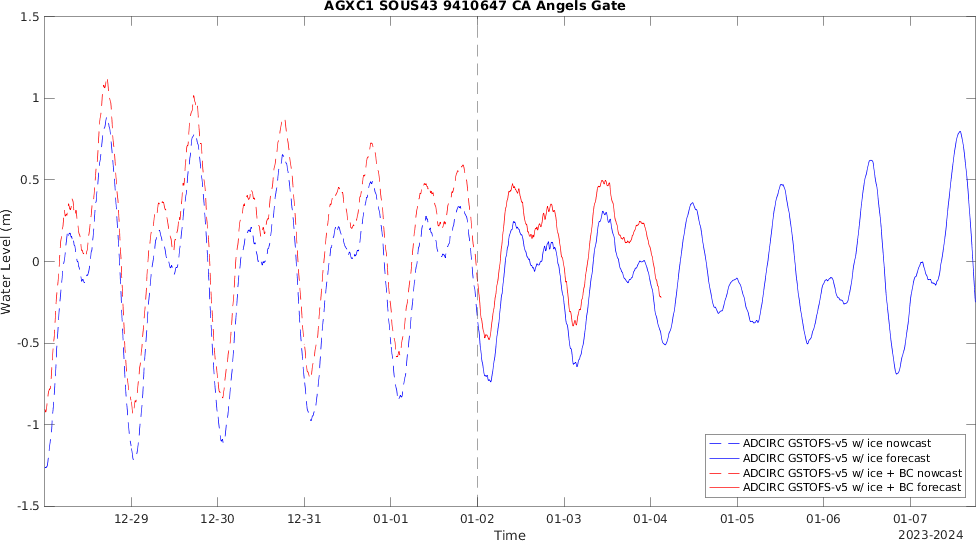 AGXC1 SOUS43 9410647 CA Angels Gate
1.5
1
0.5
0
-0.5
-1
-1.5
Water Level (m)
ADCIRC GSTOFS-v5 w/ ice nowcast
ADCIRC GSTOFS-v5 w/ ice forecast
ADCIRC GSTOFS-v5 w/ ice + BC nowcast
ADCIRC GSTOFS-v5 w/ ice + BC forecast
12-29 12-30 12-31 01-01 01-02 01-03 01-04 01-05 01-06 01-07
Time
2023-2024